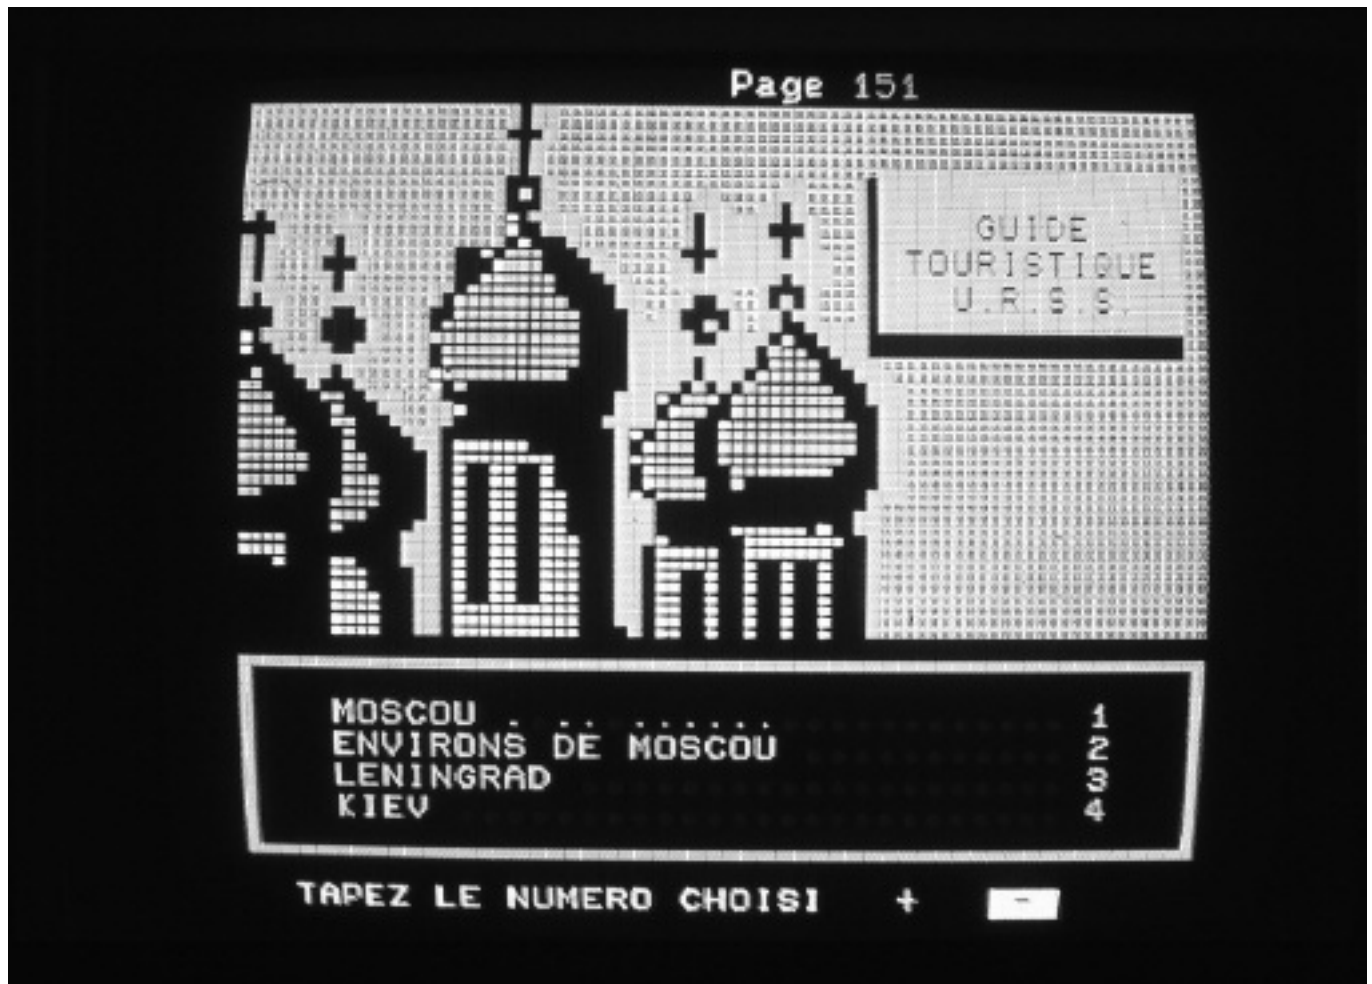 Page 151
GUIDE
TOURISTIQUE
U.R.S.S.
MOSCOU . .. ...... 1
ENVIRONS DE MOSCOU 2
LENINGRAD 3
KIEV 4
TAPEZ LE NUMERO CHOISI + -